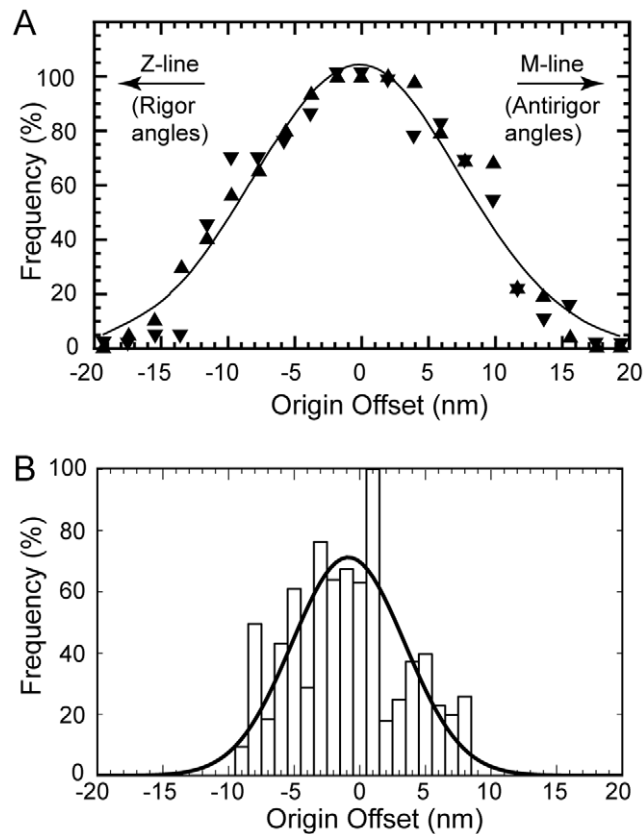 A
Z-line
M-line
(Rigor angles)
(Antirigor angles)
Frequency (%)
100
80
60
40
20
0
-20 -15 -10 -5 0 5 10 15 20
Origin Offset (nm)
B
Frequency (%)
100
80
60
40
20
0
-20 -15 -10 -5 0 5 10 15 20
Origin Offset (nm)